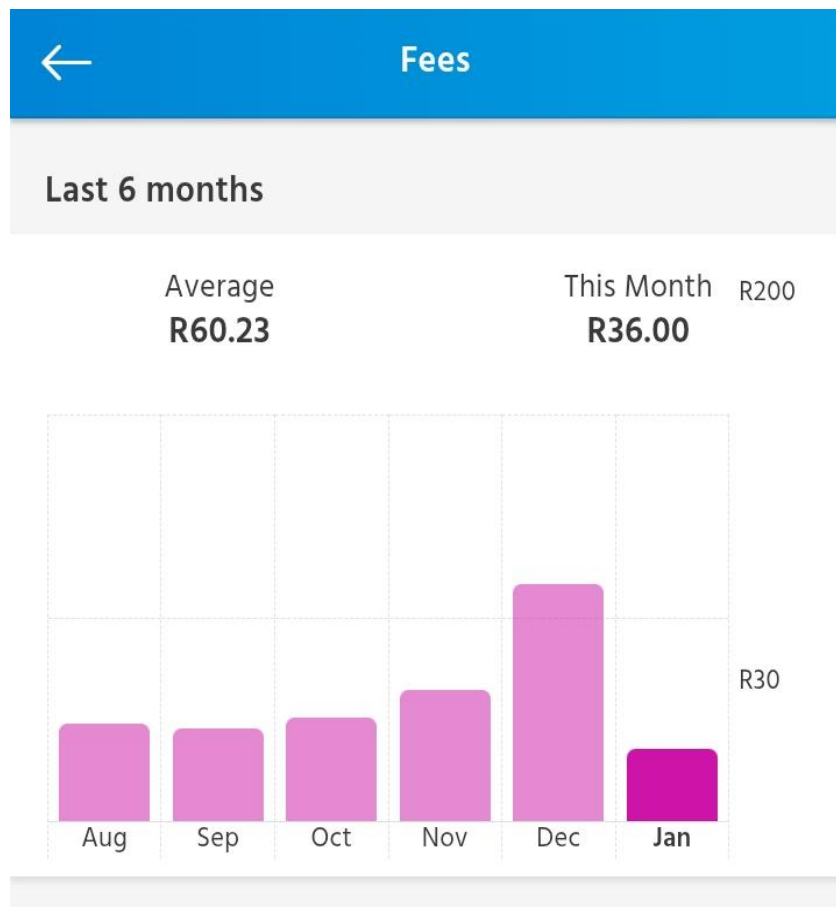 Fees
Last 6 months
Average
R60.23
This Month
R36.00
R200
R30
Aug Sep Oct Nov Dec Jan